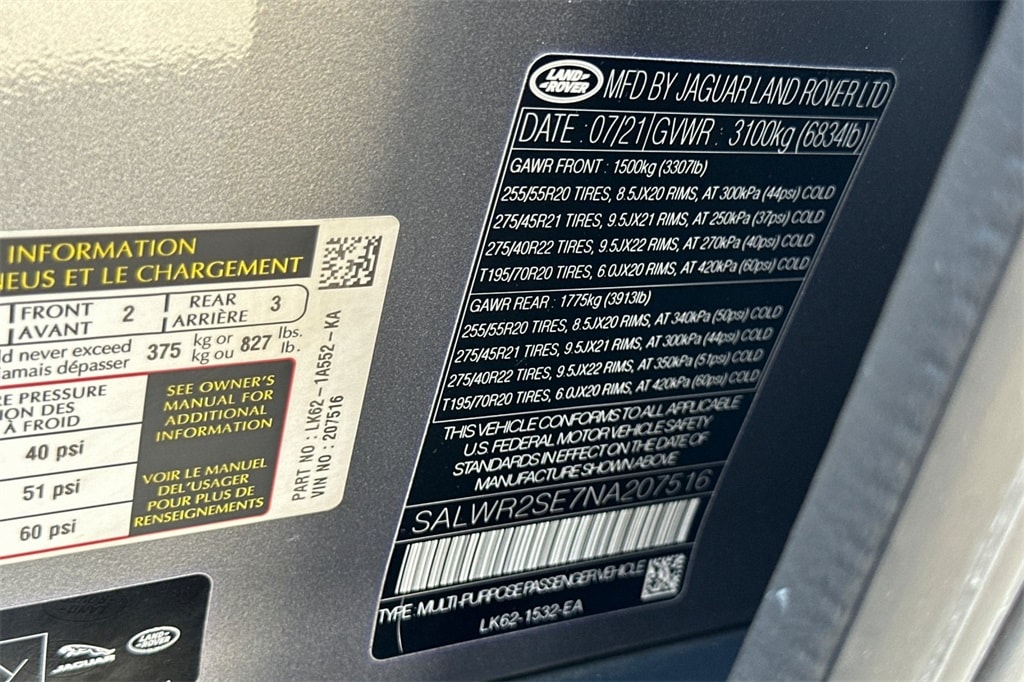 INFORMATION
NEUS ET LE CHARGEMENT
FRONT 2 REAR 3
AVANT ARRIÈRE
never exceed 375 kg or 827 lbs.
jamais dépasser kg ou lb.
PRESSURE
DES
À FROID
40 psi
51 psi
60 psi
SEE OWNER'S
MANUAL FOR
ADDITIONAL
INFORMATION
VOIR LE MANUEL
DEL'USAGER
POUR PLUS DE
RENSEIGNEMENTS
PART NO : LK62-1A552-KA
VIN NO : 207516
JAGUAR
LAND-
ROVER
LAND-
ROVER
MFD BY JAGUAR LAND ROVER LTD
DATE : 07/21 GVWR : 3100kg (6834lb)
GAWR FRONT : 1500kg (3307lb)
255/55R20 TIRES, 8.5JX20 RIMS, AT 300kPa (44psi) COLD
275/45R21 TIRES, 9.5JX21 RIMS, AT 250kPa (37psi) COLD
275/40R22 TIRES, 9.5JX22 RIMS, AT 270kPa (40psi) COLD
T195/70R20 TIRES, 6.0JX20 RIMS, AT 420kPa (60psi) COLD
GAWR REAR : 1775kg (3913lb)
255/55R20 TIRES, 8.5JX20 RIMS, AT 340kPa (50psi) COLD
275/45R21 TIRES, 9.5JX21 RIMS, AT 300kPa (44psi) COLD
275/40R22 TIRES, 9.5JX22 RIMS, AT 350kPa (51psi) COLD
T195/70R20 TIRES, 6.0JX20 RIMS, AT 420kPa (60psi) COLD
THIS VEHICLE CONFORMS TO ALL APPLICABLE
U.S. FEDERAL MOTOR VEHICLE SAFETY
STANDARDS IN EFFECT ON THE DATE OF
MANUFACTURE SHOWN ABOVE
SALWR2SE7NA207516
TYPE : MULTI-PURPOSE PASSENGER VEHICLE
LK62-1532-EA